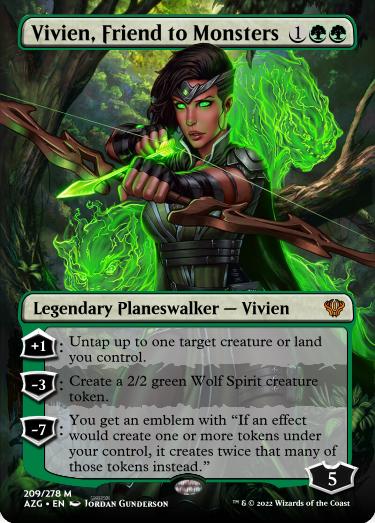 Vivien, Friend to Monsters 1
Legendary Planeswalker — Vivien
+1: Untap up to one target creature or land
you control.
-3: Create a 2/2 green Wolf Spirit creature
token.
-7: You get an emblem with “If an effect
would create one or more tokens under
your control, it creates twice that many of
those tokens instead.”
5
209/278 M
AZG • EN Jordan Gunderson
™ & © 2022 Wizards of the Coast